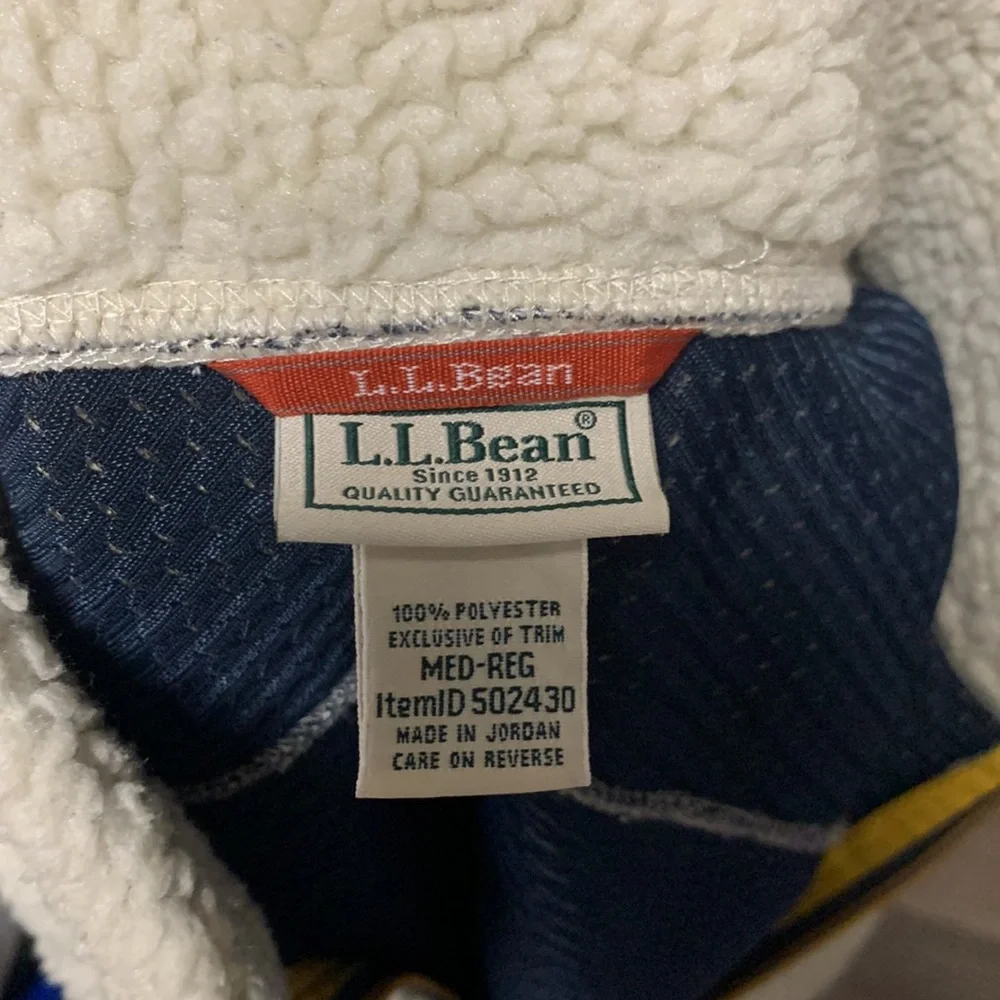 L.L.Bean
L.L.Bean®
Since 1912
QUALITY GUARANTEED
100% POLYESTER
EXCLUSIVE OF TRIM
MED-REG
ItemID 502430
MADE IN JORDAN
CARE ON REVERSE